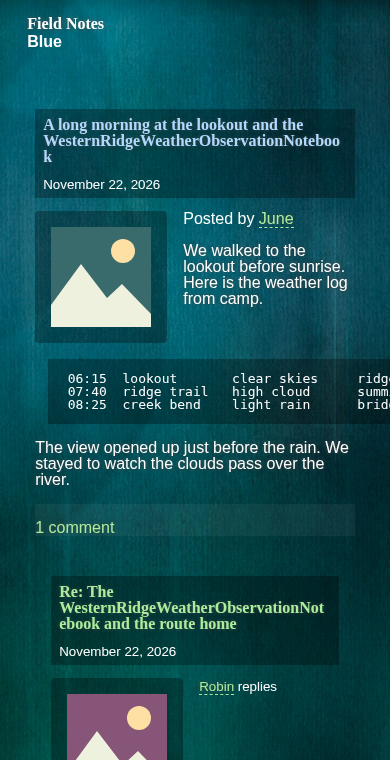 Field Notes
Blue
A long morning at the lookout and the
WesternRidgeWeatherObservationNoteboo
k
November 22, 2026
Posted by June
We walked to the
lookout before sunrise.
Here is the weather log
from camp.
06:15 lookout clear skies
07:40 ridge trail high cloud
08:25 creek bend light rain
The view opened up just before the rain. We
stayed to watch the clouds pass over the
river.
1 comment
Re: The
WesternRidgeWeatherObservationNot
ebook and the route home
November 22, 2026
Robin replies